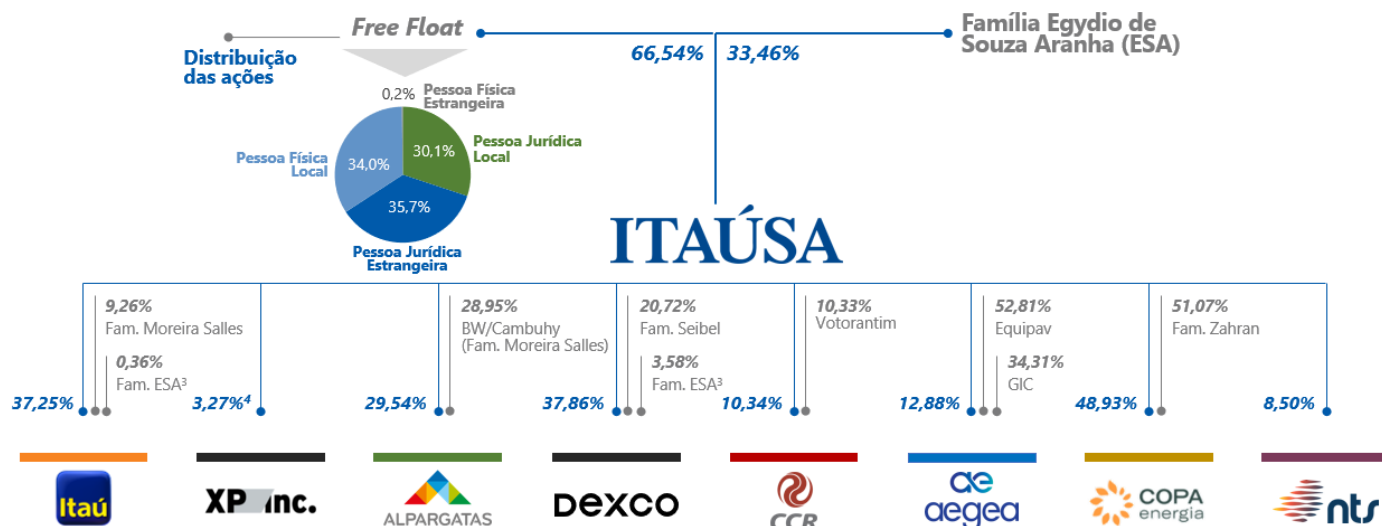 Free Float
Distribuição
das ações
66,54%
33,46%
Família Egydio de
Souza Aranha (ESA)
0,2%
Pessoa Física
Estrangeira
Pessoa Física
Local
34,0%
30,1%
Pessoa Jurídica
Local
35,7%
Pessoa Jurídica
Estrangeira
ITAÚSA
9,26%
Fam. Moreira Salles
0,36%
Fam. ESA³
37,25%
3,27%⁴
28,95%
BW/Cambuhy
(Fam. Moreira Salles)
29,54%
20,72%
Fam. Seibel
3,58%
Fam. ESA³
37,86%
10,33%
Votorantim
10,34%
52,81%
Equipav
34,31%
GIC
12,88%
51,07%
Fam. Zahran
48,93%
8,50%
Itaú
XP inc.
ALPARGATAS
Dexco
CCR
ae
aegea
COPA
energia
nts